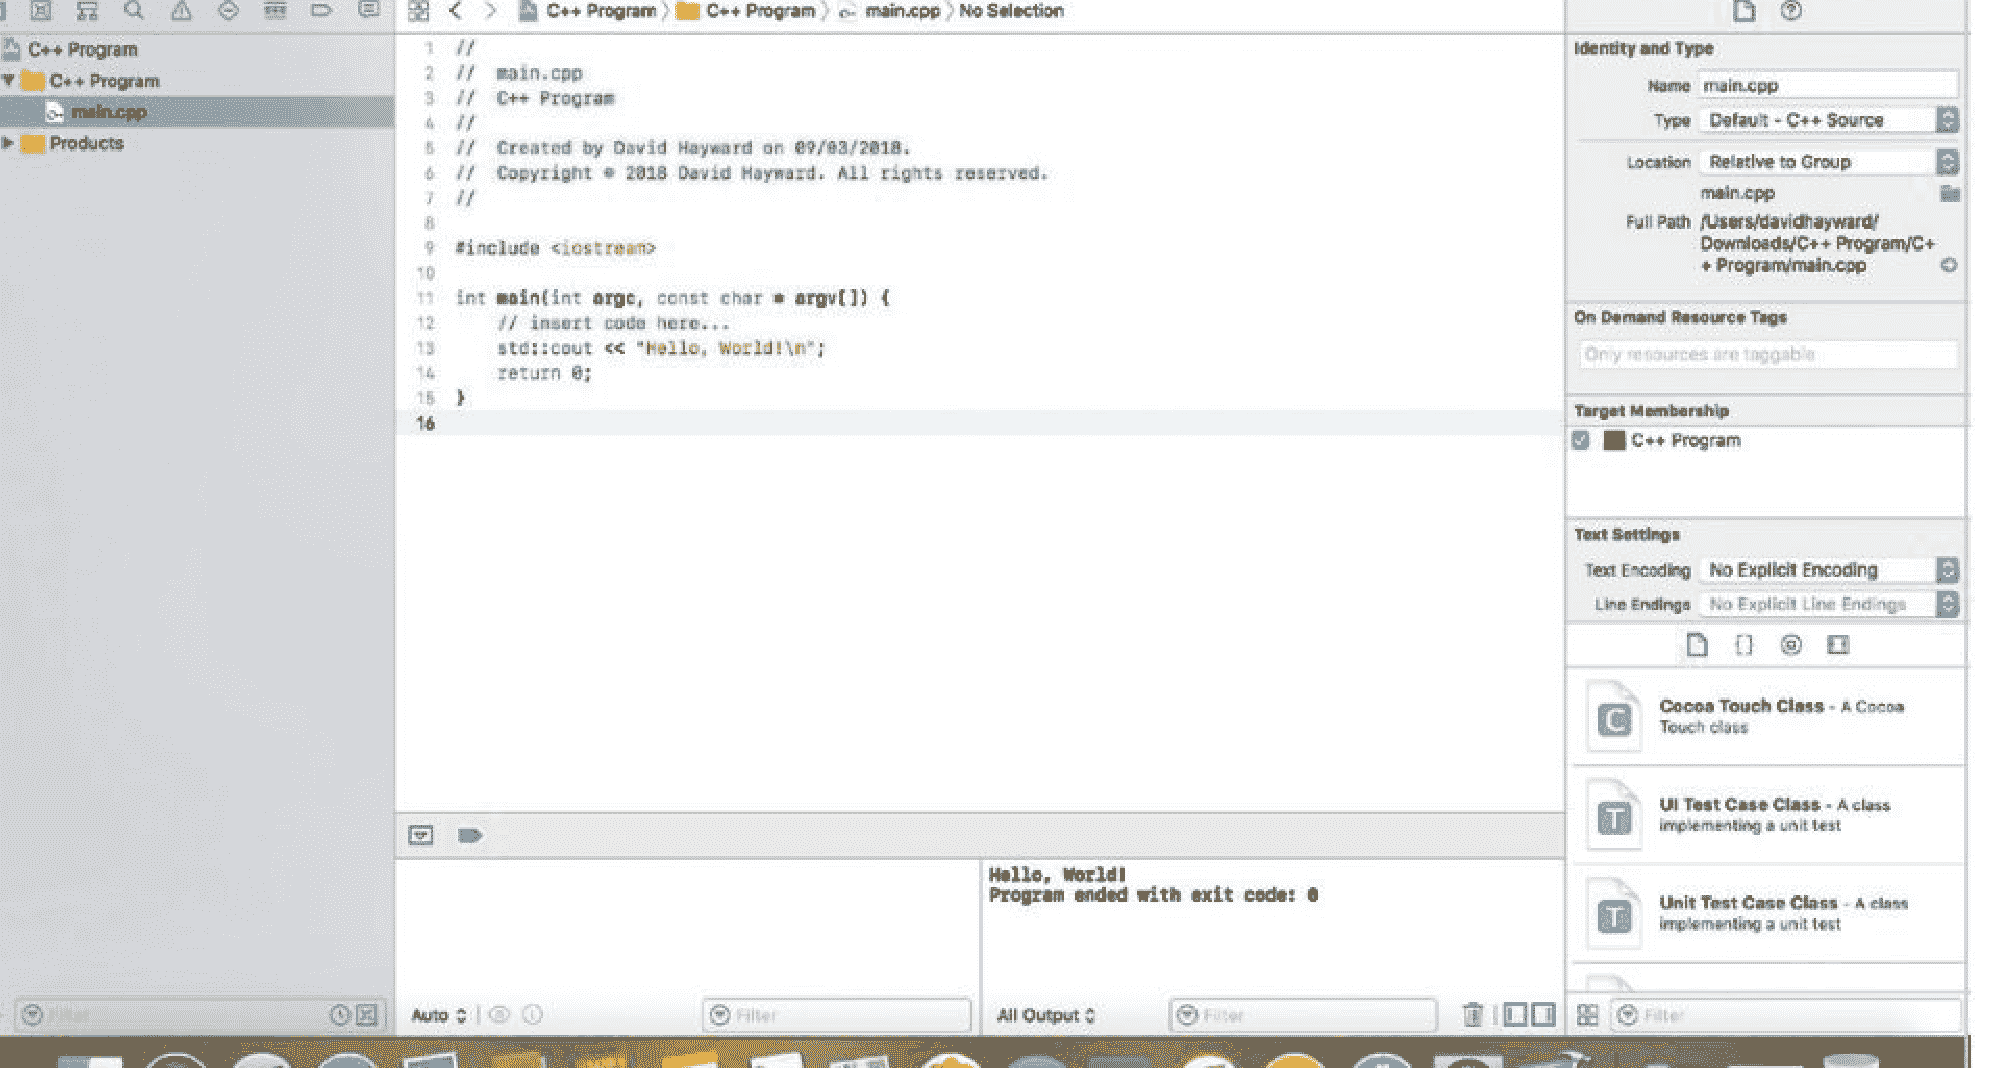 C++ Program
C++ Program
main.cpp
Products
Filter
C++ Program 〉 C++ Program 〉 main.cpp 〉 No Selection
1 //
2 // main.cpp
3 // C++ Program
4 //
5 // Created by David Hayward on 09/03/2018.
6 // Copyright © 2018 David Hayward. All rights reserved.
7 //
8
9 #include <iostream>
10
11 int main(int argc, const char * argv[]) {
12 // insert code here...
13 std::cout << "Hello, World!\n";
14 return 0;
15 }
16
Auto
Filter
Hello, World!
Program ended with exit code: 0
All Output
Filter
Identity and Type
Name main.cpp
Type Default - C++ Source
Location Relative to Group
main.cpp
Full Path /Users/davidhayward/
Downloads/C++ Program/C+
+ Program/main.cpp
On Demand Resource Tags
Only resources are taggable
Target Membership
C++ Program
Text Settings
Text Encoding No Explicit Encoding
Line Endings No Explicit Line Endings
{}
C
Cocoa Touch Class - A Cocoa
Touch class
T
UI Test Case Class - A class
implementing a unit test
T
Unit Test Case Class - A class
implementing a unit test
Filter